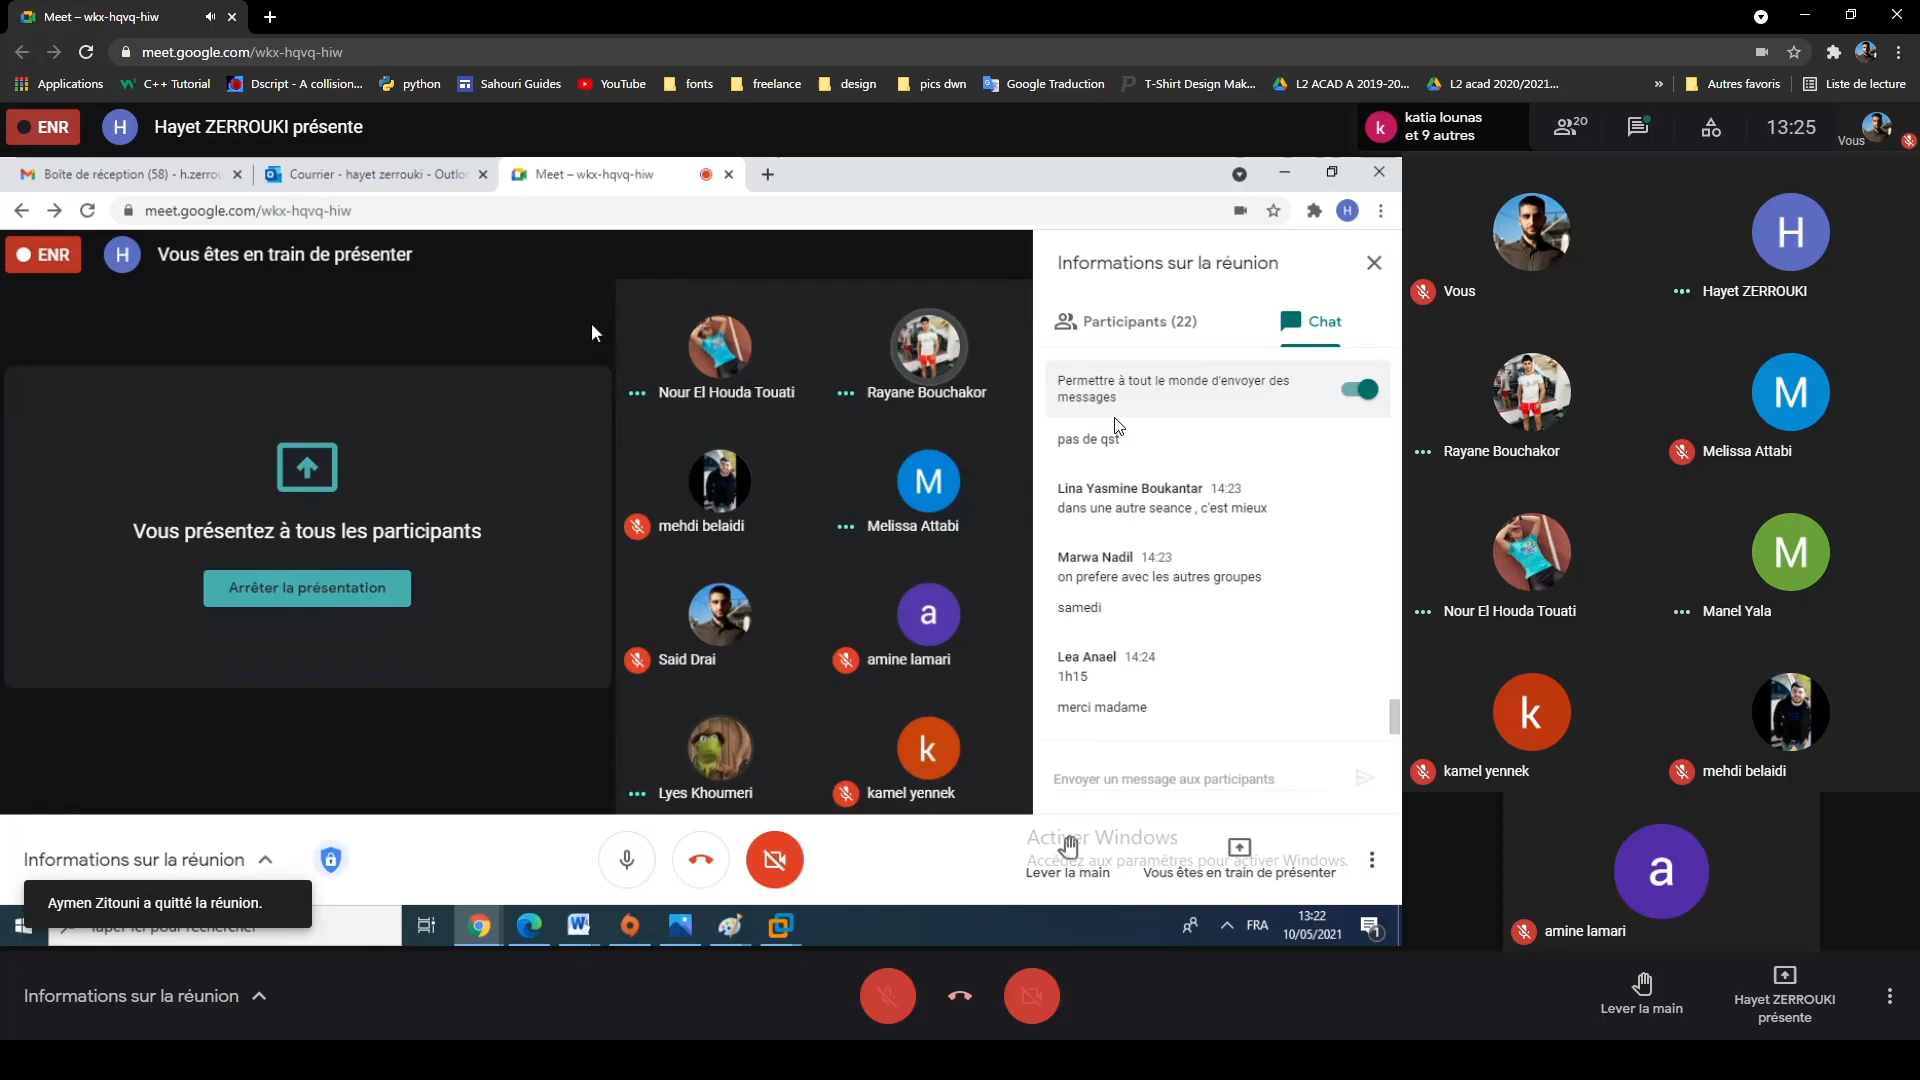 Meet – wkx-hqvq-hiw
meet.google.com/wkx-hqvq-hiw
Applications
C++ Tutorial
Dscript - A collision...
python
Sahouri Guides
YouTube
fonts
freelance
design
pics dwn
Google Traduction
T-Shirt Design Mak...
L2 ACAD A 2019-20...
L2 acad 2020/2021...
»
Autres favoris
Liste de lecture
ENR
H
Hayet ZERROUKI présente
k
katia lounas
et 9 autres
20
13:25
Vous
Boîte de réception (58) - h.zerrou
Courrier - hayet zerrouki - Outlo
Meet – wkx-hqvq-hiw
meet.google.com/wkx-hqvq-hiw
H
ENR
H
Vous êtes en train de présenter
Vous présentez à tous les participants
Arrêter la présentation
Nour El Houda Touati
Rayane Bouchakor
mehdi belaidi
M
Melissa Attabi
Said Drai
a
amine lamari
Lyes Khoumeri
k
kamel yennek
Informations sur la réunion
Participants (22)
Chat
Permettre à tout le monde d'envoyer des
messages
pas de qst
Lina Yasmine Boukantar 14:23
dans une autre seance , c'est mieux
Marwa Nadil 14:23
on prefere avec les autres groupes
samedi
Lea Anael 14:24
1h15
merci madame
Envoyer un message aux participants
Informations sur la réunion
Activer Windows
Accédez aux paramètres pour activer Windows.
Lever la main
Vous êtes en train de présenter
Aymen Zitouni a quitté la réunion.
FRA
13:22
10/05/2021
1
Vous
H
Hayet ZERROUKI
Rayane Bouchakor
M
Melissa Attabi
Nour El Houda Touati
M
Manel Yala
k
kamel yennek
mehdi belaidi
a
amine lamari
Informations sur la réunion
Lever la main
Hayet ZERROUKI
présente